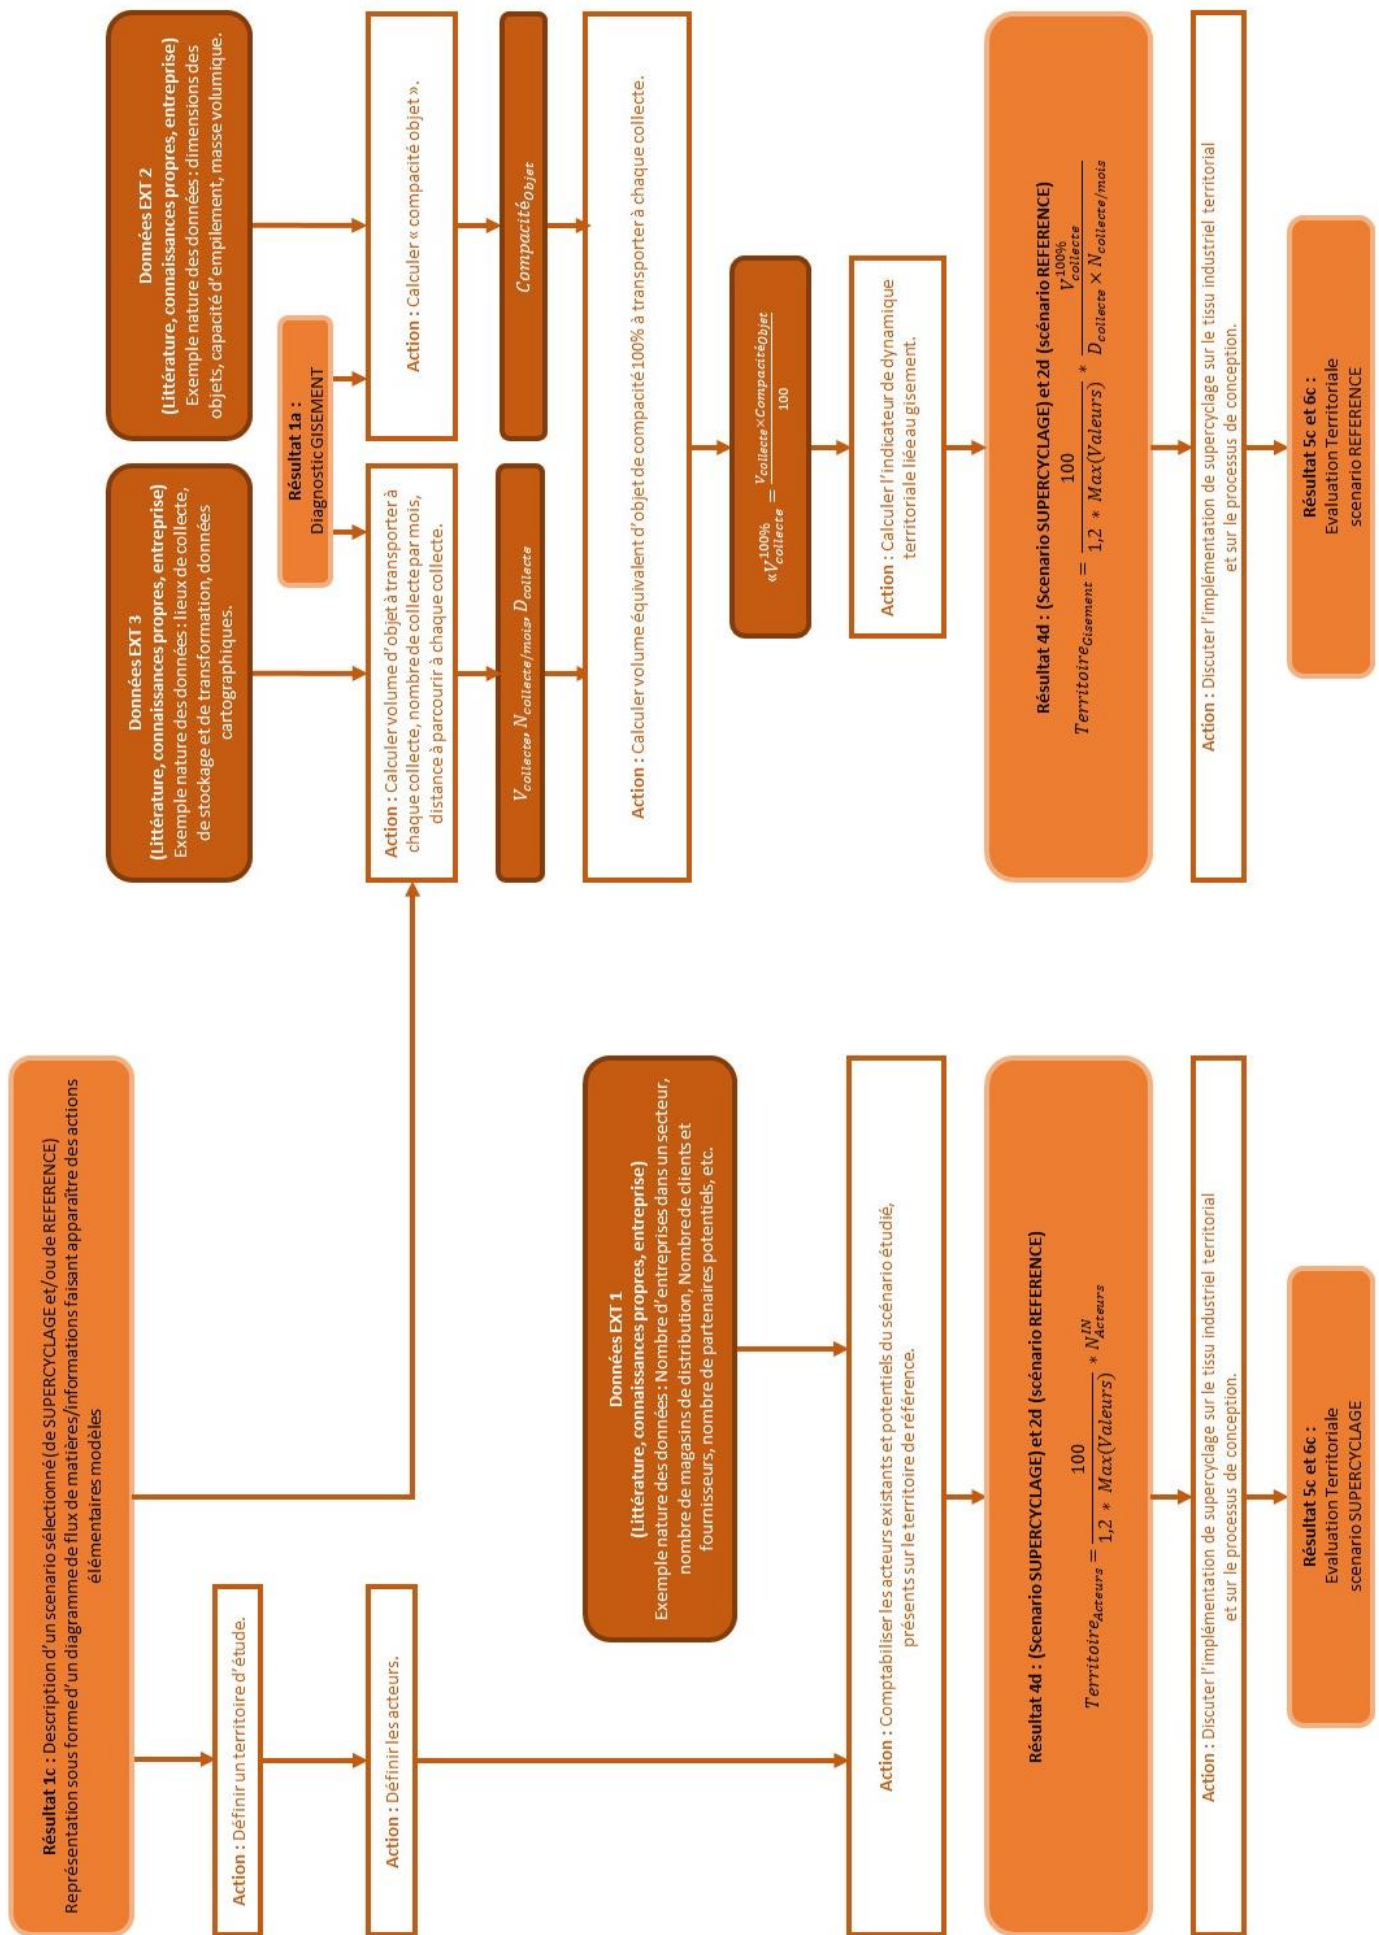 Résultat 1c : Description d'un scenario sélectionné (de SUPERCYCLAGE et/ou de REFERENCE)
Représentation sous forme d'un diagramme de flux de matières/informations faisant apparaître des actions
élémentaires modèles
Action : Définir un territoire d'étude.
Action : Définir les acteurs.
Données EXT 1
(Littérature, connaissances propres, entreprise)
Exemple nature des données : Nombre d'entreprises dans un secteur,
nombre de magasins de distribution, Nombre de clients et
fournisseurs, nombre de partenaires potentiels, etc.
Action : Comptabiliser les acteurs existants et potentiels du scénario étudié,
présents sur le territoire de référence.
Résultat 4d : (Scenario SUPERCYCLAGE) et 2d (scénario REFERENCE)
Territoire_Acteurs = 100 / (1,2 * Max(Valeurs)) * N^IN_Acteurs
Action : Discuter l'implémentation de supercyclage sur le tissu industriel territorial
et sur le processus de conception.
Résultat 5c et 6c :
Evaluation Territoriale
scenario SUPERCYCLAGE
Données EXT 3
(Littérature, connaissances propres, entreprise)
Exemple nature des données : lieux de collecte,
de stockage et de transformation, données
cartographiques.
Données EXT 2
(Littérature, connaissances propres, entreprise)
Exemple nature des données : dimensions des
objets, capacité d'empilement, masse volumique.
Résultat 1a :
Diagnostic GISEMENT
Action : Calculer volume d'objet à transporter à
chaque collecte, nombre de collecte par mois,
distance à parcourir à chaque collecte.
Action : Calculer « compacité objet ».
V_collecte, N_collecte/mois, D_collecte
Compacité_Objet
Action : Calculer volume équivalent d'objet de compacité 100% à transporter à chaque collecte.
«V^100%_collecte = V_collecte×Compacité_Objet / 100
Action : Calculer l'indicateur de dynamique
territoriale liée au gisement.
Résultat 4d : (Scenario SUPERCYCLAGE) et 2d (scénario REFERENCE)
Territoire_Gisement = 100 / (1,2 * Max(Valeurs)) * V^100%_collecte / (D_collecte × N_collecte/mois)
Action : Discuter l'implémentation de supercyclage sur le tissu industriel territorial
et sur le processus de conception.
Résultat 5c et 6c :
Evaluation Territoriale
scenario REFERENCE